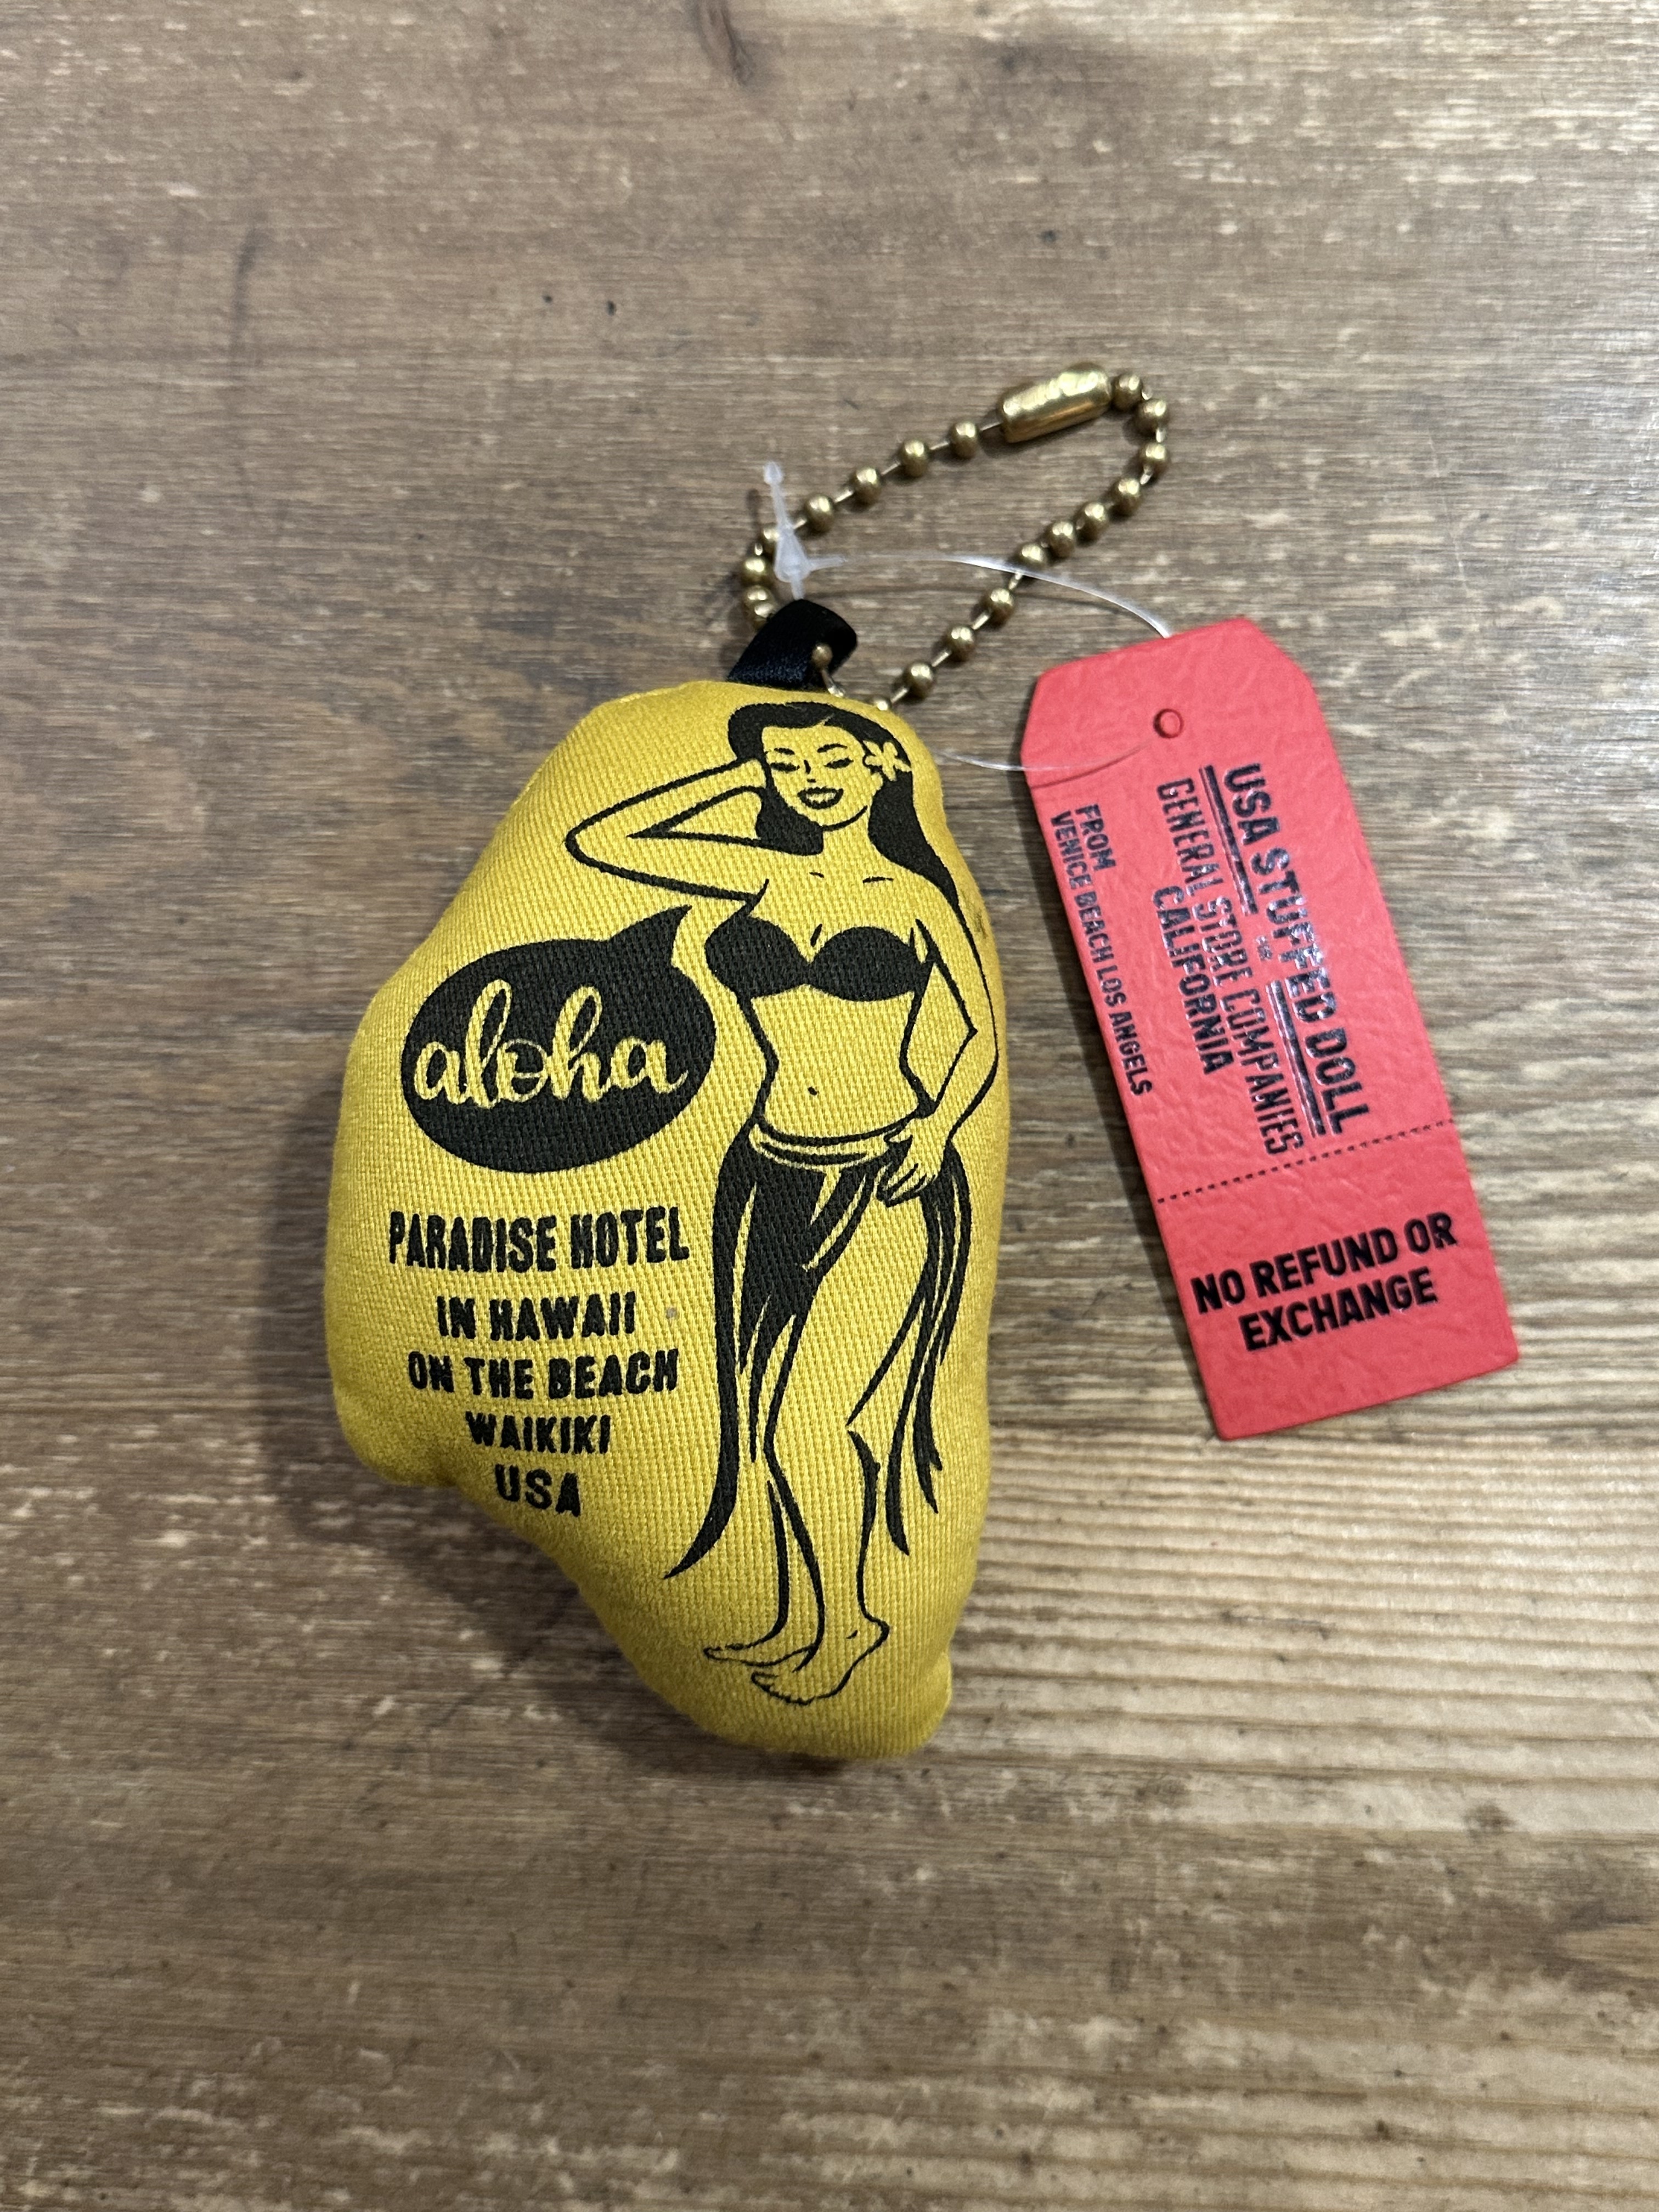 aloha
PARADISE HOTEL
IN HAWAII
ON THE BEACH
WAIKIKI
USA
USA STUFFED DOLL
GENERAL STORE COMPANIES
CALIFORNIA
FROM
VENICE BEACH LOS ANGELS
NO REFUND OR
EXCHANGE